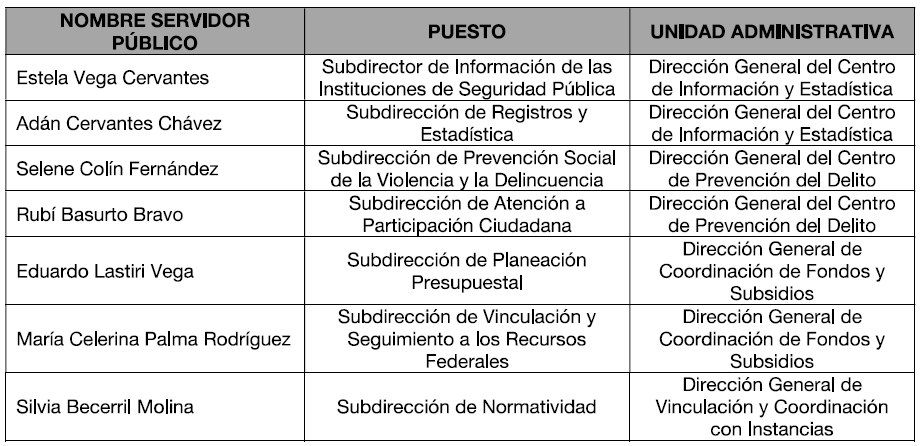 NOMBRE SERVIDOR
PÚBLICO
PUESTO
UNIDAD ADMINISTRATIVA
Estela Vega Cervantes
Subdirector de Información de las
Instituciones de Seguridad Pública
Dirección General del Centro
de Información y Estadística
Adán Cervantes Chávez
Subdirección de Registros y
Estadística
Dirección General del Centro
de Información y Estadística
Selene Colín Fernández
Subdirección de Prevención Social
de la Violencia y la Delincuencia
Dirección General del Centro
de Prevención del Delito
Rubí Basurto Bravo
Subdirección de Atención a
Participación Ciudadana
Dirección General del Centro
de Prevención del Delito
Eduardo Lastiri Vega
Subdirección de Planeación
Presupuestal
Dirección General de
Coordinación de Fondos y
Subsidios
María Celerina Palma Rodríguez
Subdirección de Vinculación y
Seguimiento a los Recursos
Federales
Dirección General de
Coordinación de Fondos y
Subsidios
Silvia Becerril Molina
Subdirección de Normatividad
Dirección General de
Vinculación y Coordinación
con Instancias